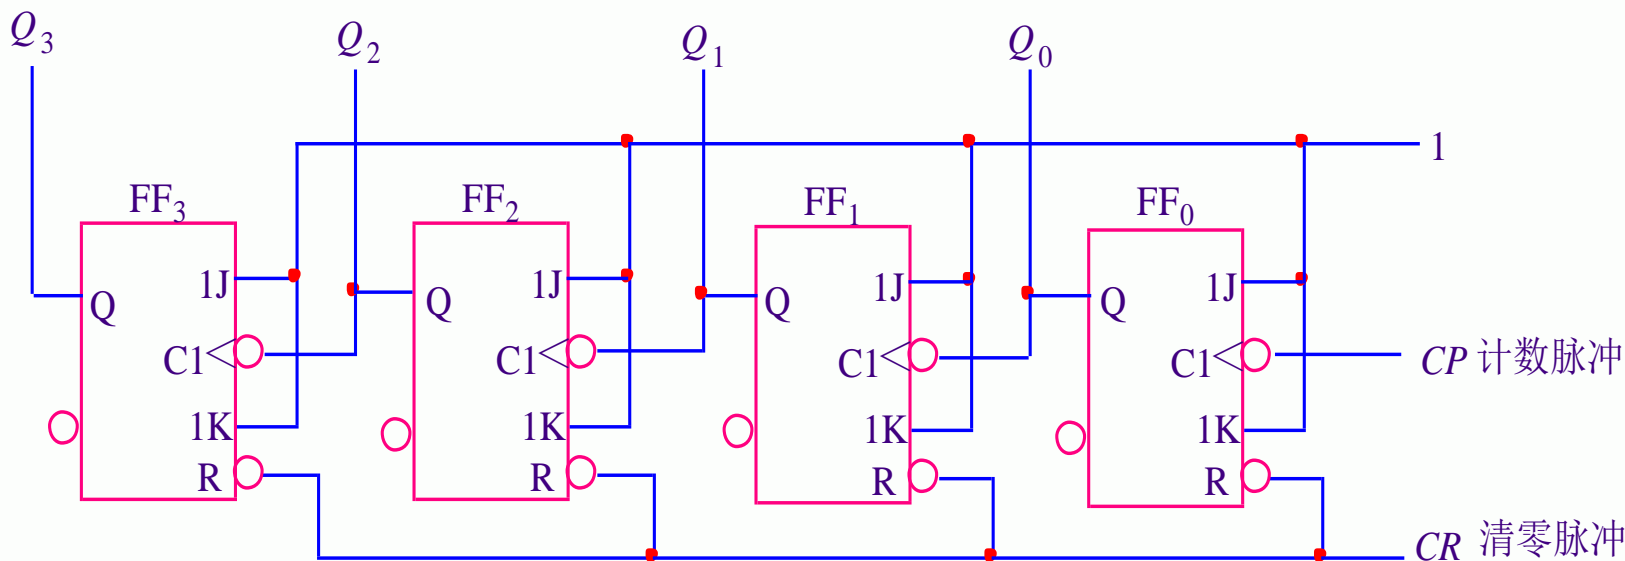 Q3 Q2 Q1 Q0
1
FF3 FF2 FF1 FF0
1J 1J 1J 1J
Q Q Q Q
C1 C1 C1 C1 CP 计数脉冲
1K 1K 1K 1K
R R R R
CR 清零脉冲